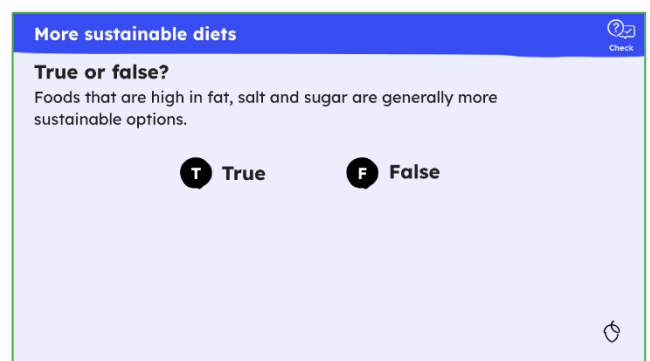 More sustainable diets
Check
True or false?
Foods that are high in fat, salt and sugar are generally more
sustainable options.
T True
F False